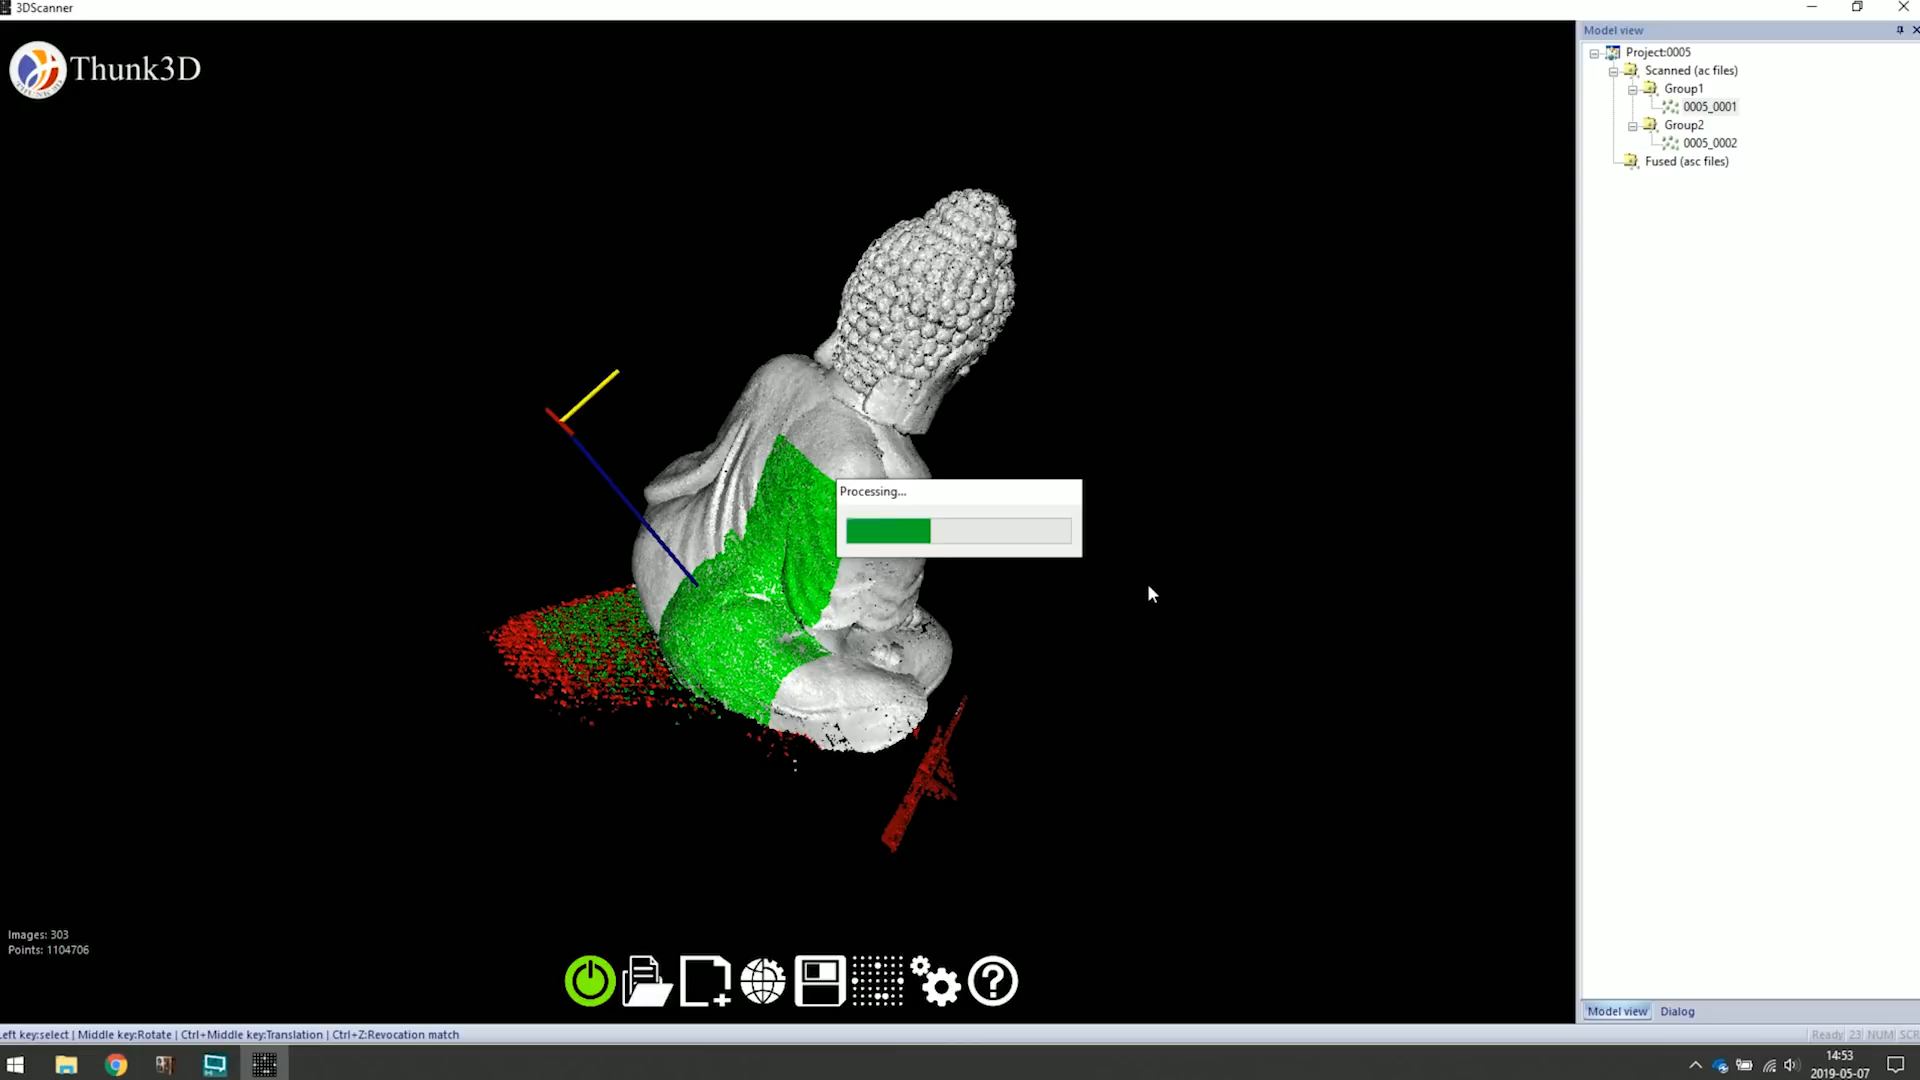 3DScanner
Thunk3D
Model view
Project:0005
Scanned (ac files)
Group1
0005_0001
Group2
0005_0002
Fused (asc files)
Processing...
Images: 303
Points: 1104706
Model view
Dialog
Left key:select | Middle key:Rotate | Ctrl+Middle key:Translation | Ctrl+Z:Revocation match
Ready 23 NUM SCR
14:53
2019-05-07